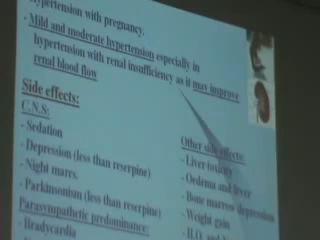 Hypertension with pregnancy.
- Mild and moderate hypertension especially in
hypertension with renal insufficiency as it may improve
renal blood flow
Side effects:
C.N.S:
- Sedation
- Depression (less than reserpine)
- Night mares.
- Parkinsonism (less than reserpine)
Parasympathetic predominance:
- Bradycardia
Other side effects:
- Liver toxicity
- Oedema and fever
- Bone marrow depression
- Weight gain